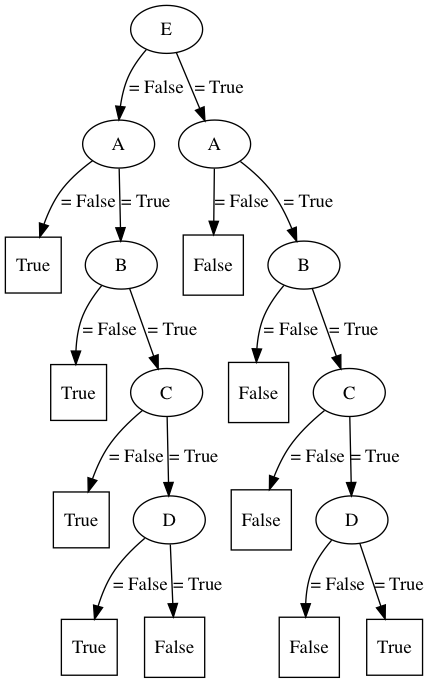 E
= False = True
A A
= False = True = False = True
True B False B
= False = True = False = True
True C False C
= False = True = False = True
True D False D
= False = True = False = True
True False False True